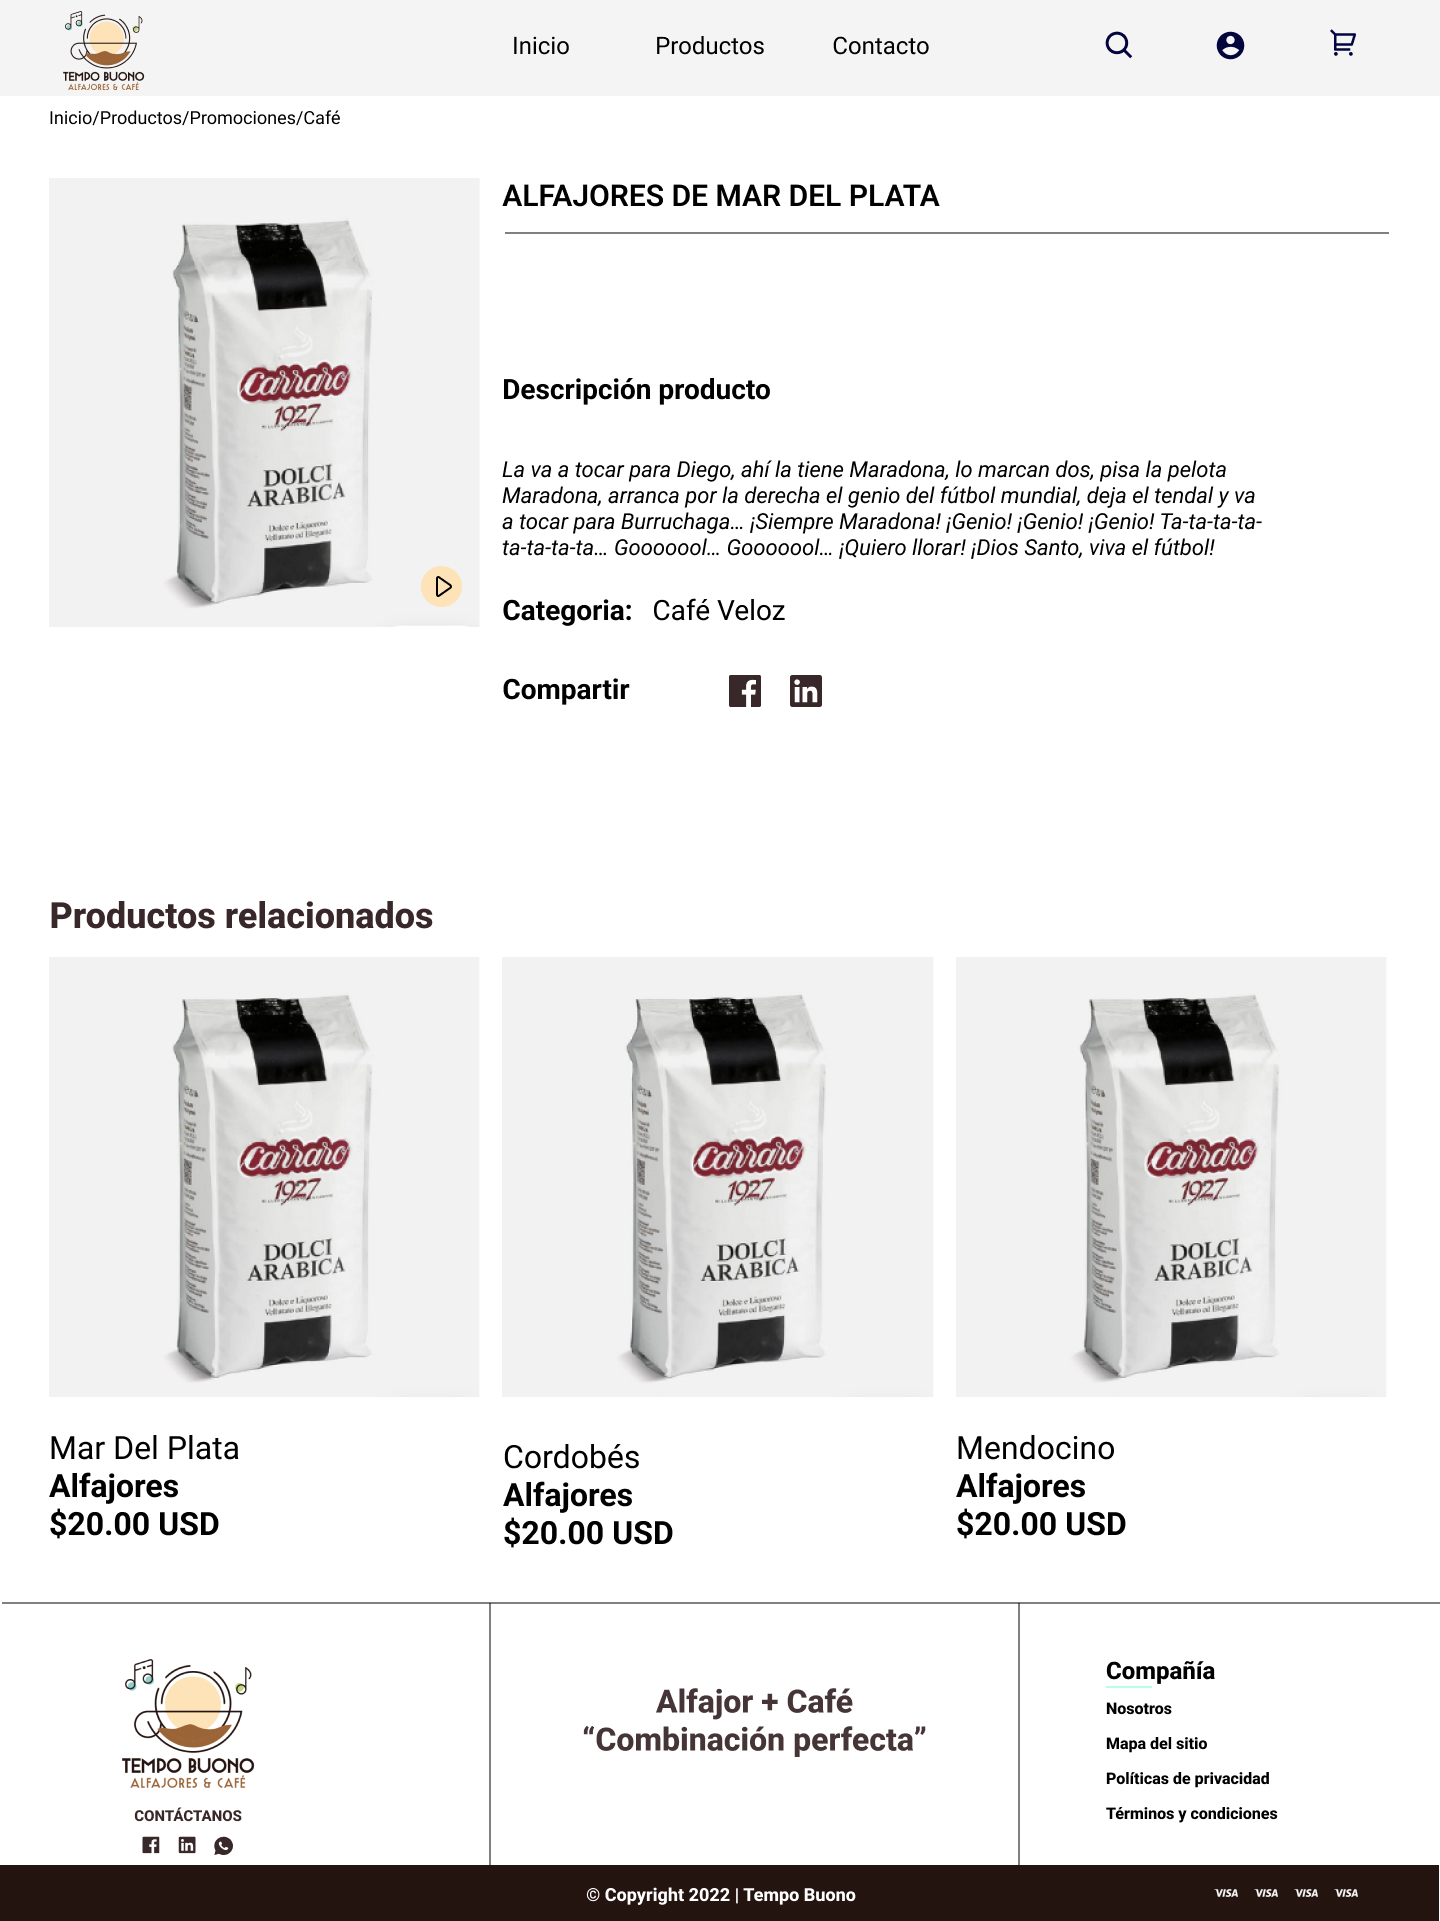 TEMPO BUONO
ALFAJORES & CAFÉ
Inicio
Productos
Contacto
Inicio/Productos/Promociones/Café
Carraro
1927
DOLCI
ARABICA
Dolce e Liquoroso
Vellutato ed Elegante
ALFAJORES DE MAR DEL PLATA
Descripción producto
La va a tocar para Diego, ahí la tiene Maradona, lo marcan dos, pisa la pelota
Maradona, arranca por la derecha el genio del fútbol mundial, deja el tendal y va
a tocar para Burruchaga... ¡Siempre Maradona! ¡Genio! ¡Genio! ¡Genio! Ta-ta-ta-ta-
ta-ta-ta-ta... Gooooool... Gooooool... ¡Quiero llorar! ¡Dios Santo, viva el fútbol!
Categoria: Café Veloz
Compartir
Productos relacionados
Carraro
1927
DOLCI
ARABICA
Dolce e Liquoroso
Vellutato ed Elegante
Carraro
1927
DOLCI
ARABICA
Dolce e Liquoroso
Vellutato ed Elegante
Carraro
1927
DOLCI
ARABICA
Dolce e Liquoroso
Vellutato ed Elegante
Mar Del Plata
Alfajores
$20.00 USD
Cordobés
Alfajores
$20.00 USD
Mendocino
Alfajores
$20.00 USD
TEMPO BUONO
ALFAJORES & CAFÉ
CONTÁCTANOS
Alfajor + Café
“Combinación perfecta”
Compañía
Nosotros
Mapa del sitio
Políticas de privacidad
Términos y condiciones
© Copyright 2022 | Tempo Buono
VISA VISA VISA VISA